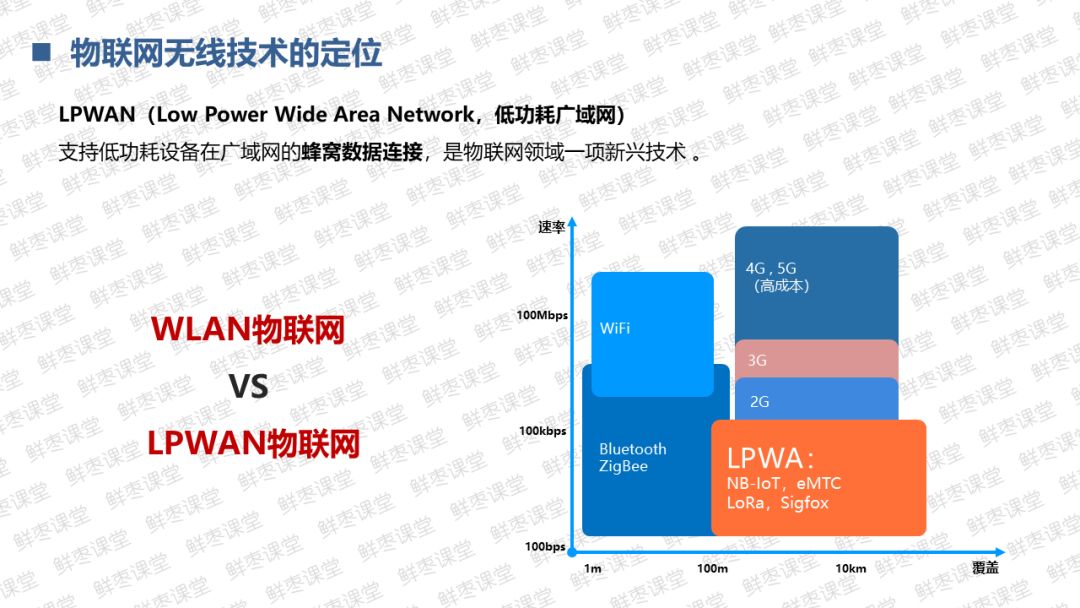 物联网无线技术的定位
LPWAN（Low Power Wide Area Network，低功耗广域网）
支持低功耗设备在广域网的蜂窝数据连接，是物联网领域一项新兴技术 。
WLAN物联网
VS
LPWAN物联网
速率
100Mbps
100kbps
100bps
1m
100m
10km
覆盖
4G , 5G
（高成本）
WiFi
3G
2G
Bluetooth
ZigBee
LPWA：
NB-IoT，eMTC
LoRa，Sigfox
鲜枣课堂